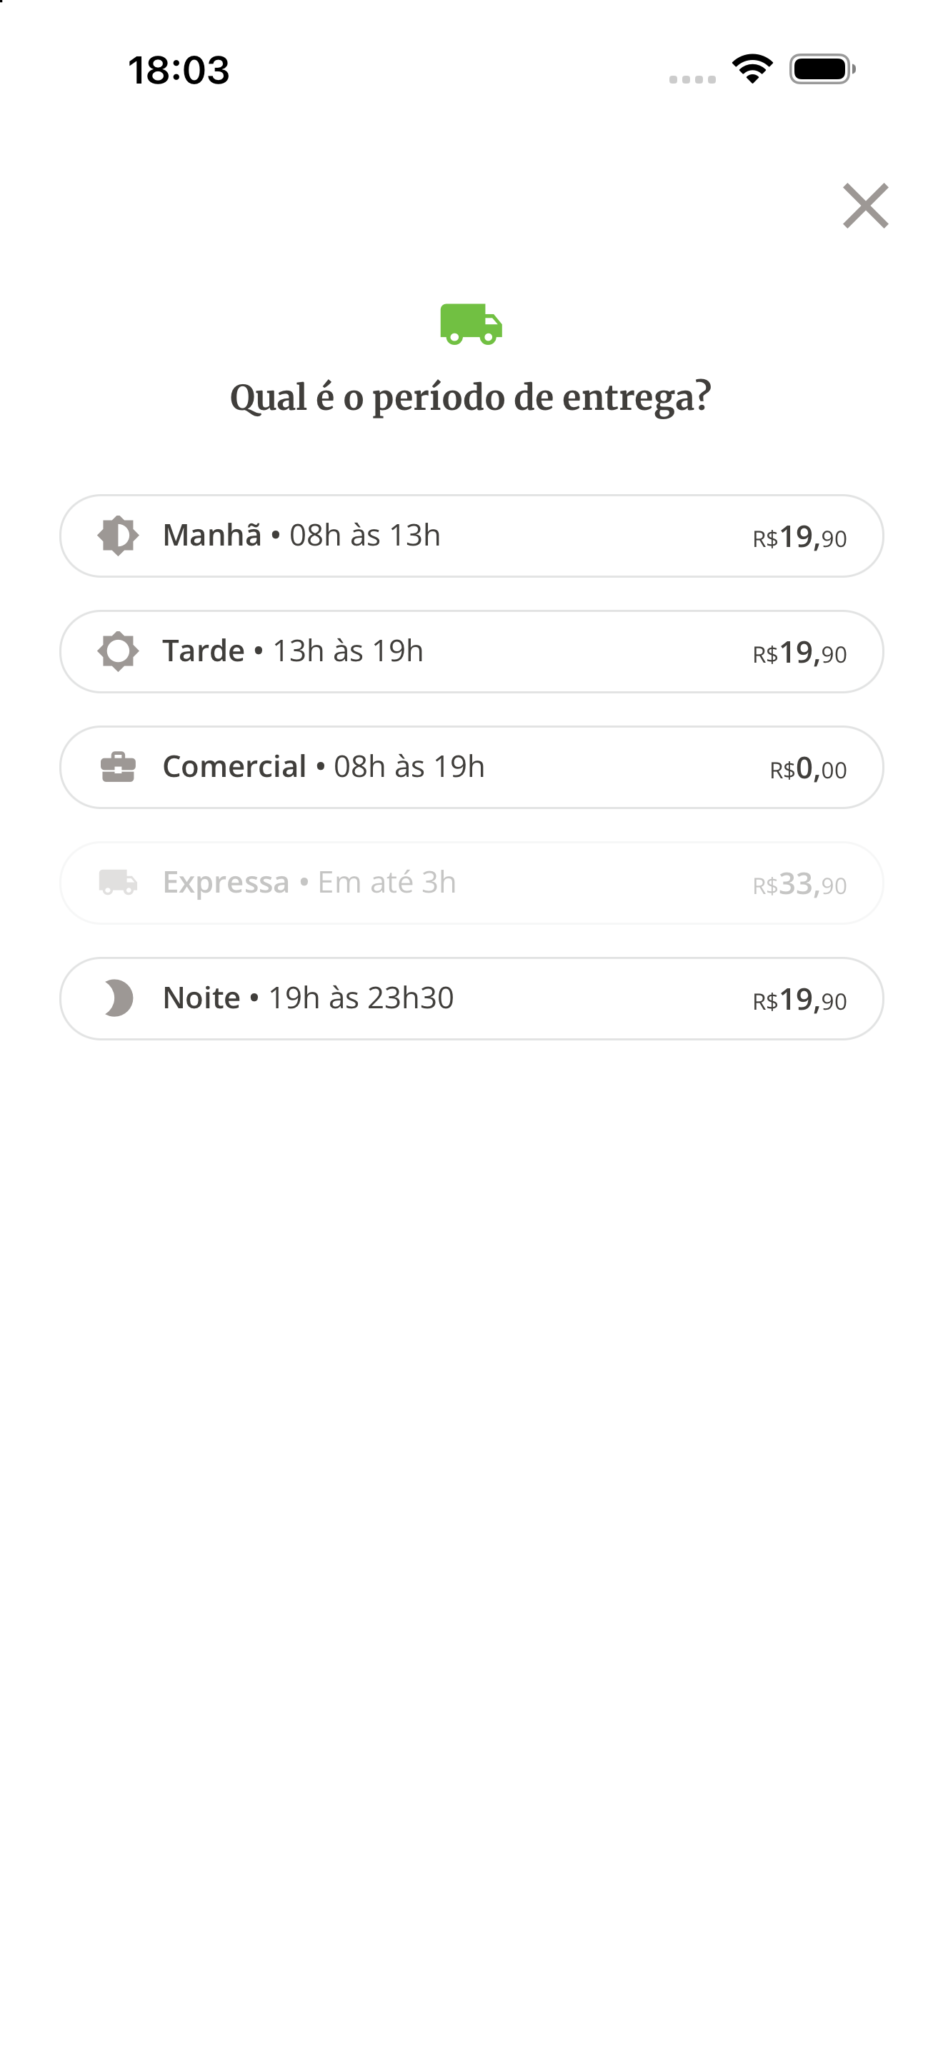 18:03
Qual é o período de entrega?
Manhã • 08h às 13h R$19,90
Tarde • 13h às 19h R$19,90
Comercial • 08h às 19h R$0,00
Expressa • Em até 3h R$33,90
Noite • 19h às 23h30 R$19,90